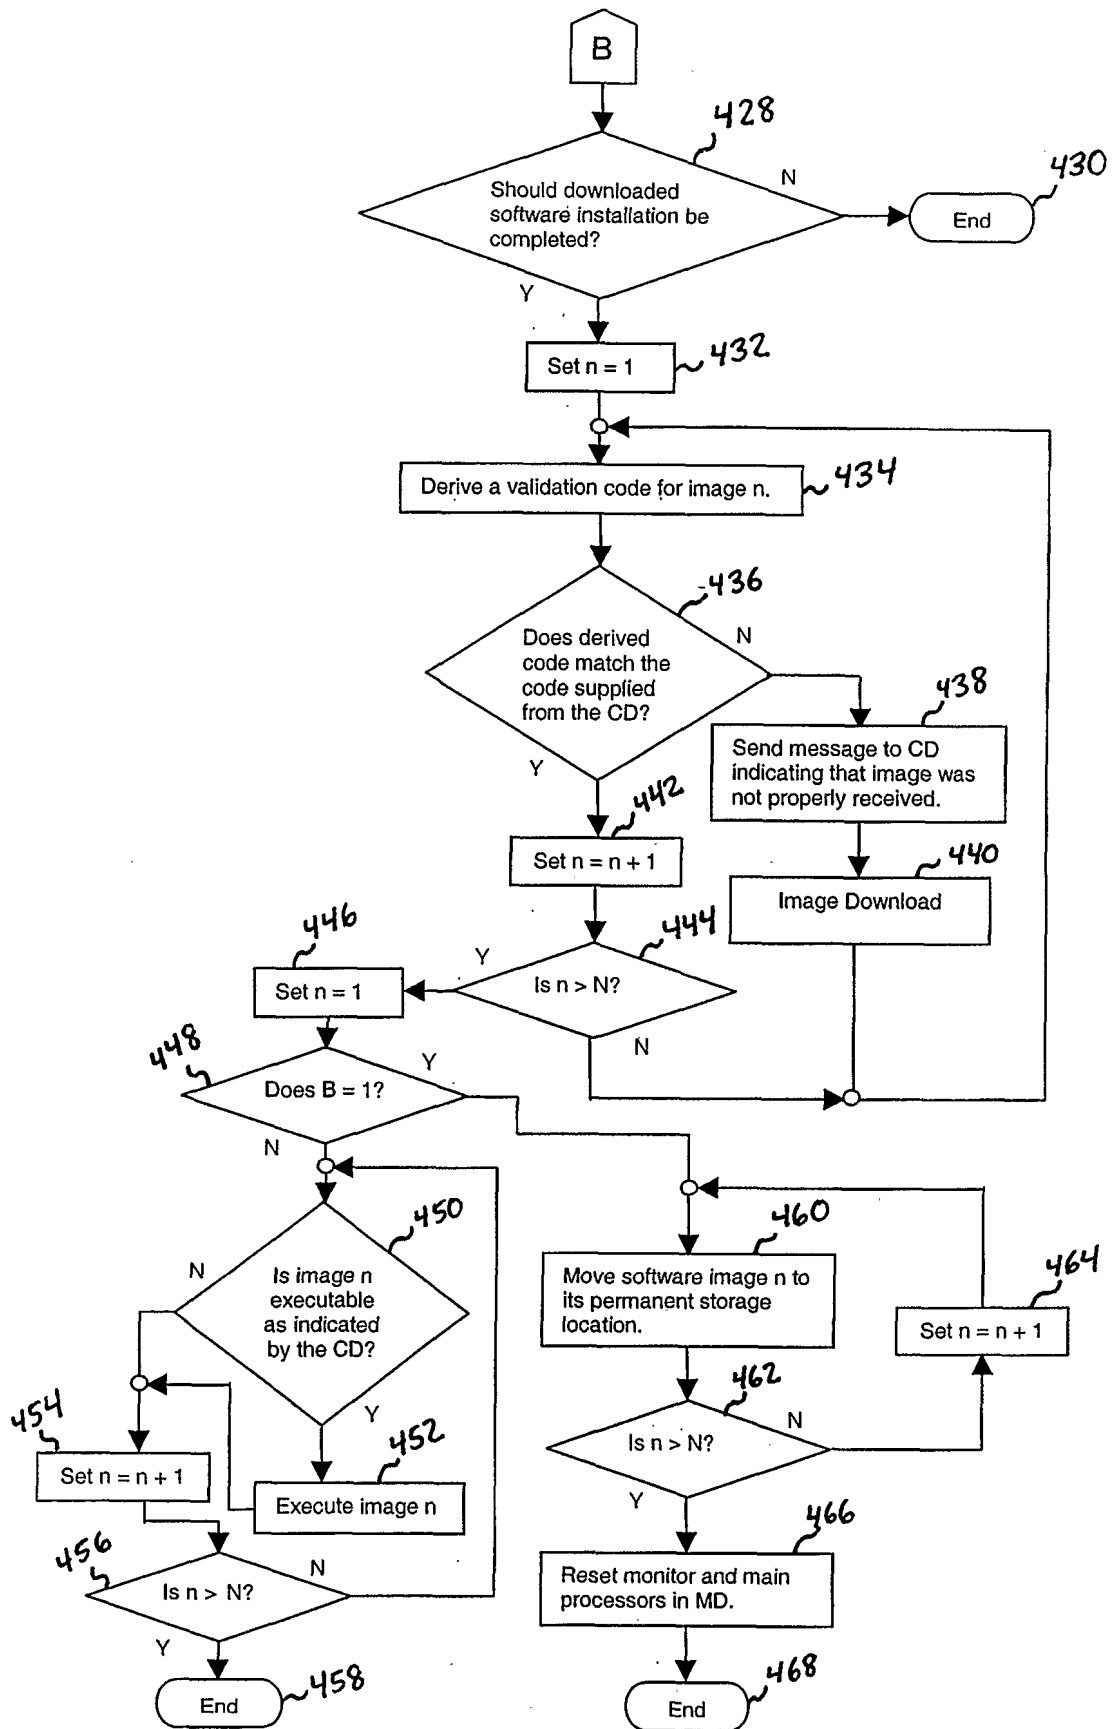 B
428
Should downloaded
software installation be
completed?
N
430
End
Y
Set n = 1
432
Derive a validation code for image n.
434
436
Does derived
code match the
code supplied
from the CD?
N
438
Send message to CD
indicating that image was
not properly received.
Y
442
Set n = n + 1
440
Image Download
446
Set n = 1
444
Y
Is n > N?
N
448
Does B = 1?
Y
N
450
N
Is image n
executable
as indicated
by the CD?
Y
460
Move software image n to
its permanent storage
location.
464
Set n = n + 1
462
Is n > N?
N
Y
454
Set n = n + 1
452
Execute image n
456
Is n > N?
N
Y
466
Reset monitor and main
processors in MD.
End
458
End
468